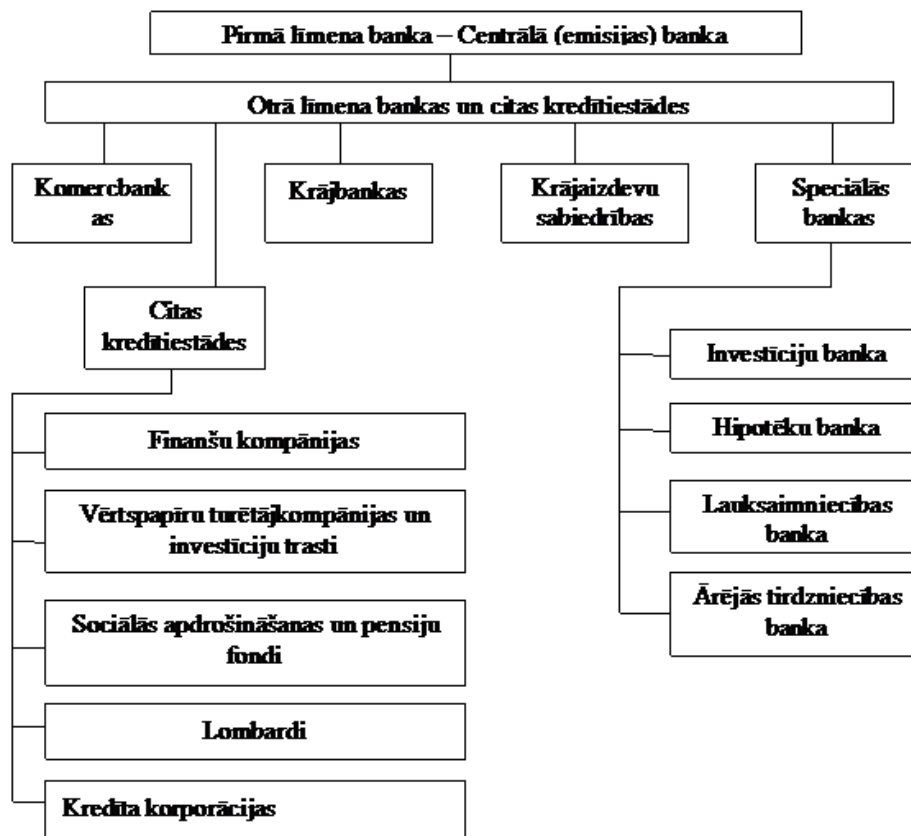 Pirmā līmena banka – Centrālā (emisijas) banka
Otrā līmena bankas un citas kredītiestādes
Komercbank
as
Krājbankas
Krājaizdevu
sabiedrības
Speciālās
bankas
Citas
kredītiestādes
Investīciju banka
Hipotēku banka
Lauksaimniecības
banka
Ārējās tirdzniecības
banka
Finanšu kompānijas
Vērtspapīru turētājkompānijas un
investīciju trasti
Sociālās apdrošināšanas un pensiju
fondi
Lombardi
Kredīta korporācijas